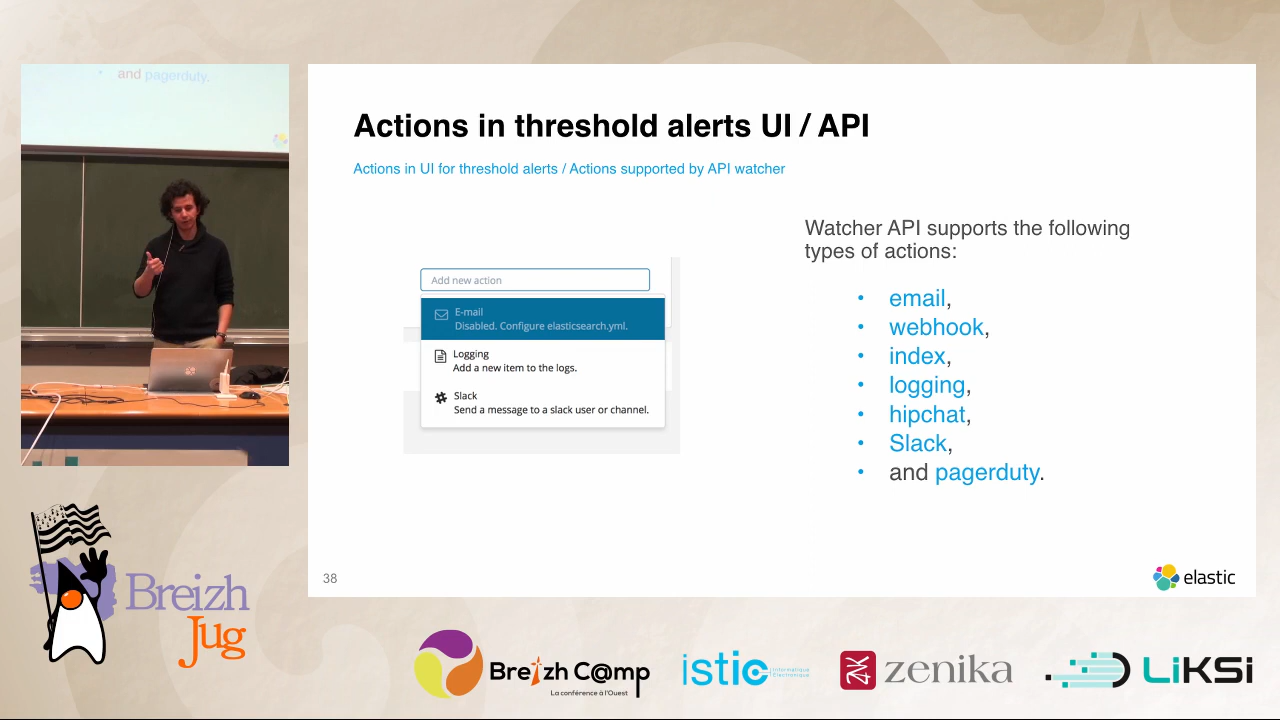 and pagerduty.
Actions in threshold alerts UI / API
Actions in UI for threshold alerts / Actions supported by API watcher
Add new action
E-mail
Disabled. Configure elasticsearch.yml.
Logging
Add a new item to the logs.
Slack
Send a message to a slack user or channel.
Watcher API supports the following
types of actions:
• email,
• webhook,
• index,
• logging,
• hipchat,
• Slack,
• and pagerduty.
38
elastic
Breizh
Jug
Breizh C@mp
La conférence à l'Ouest
istic
Informatique
Electronique
zenika
LiKSi